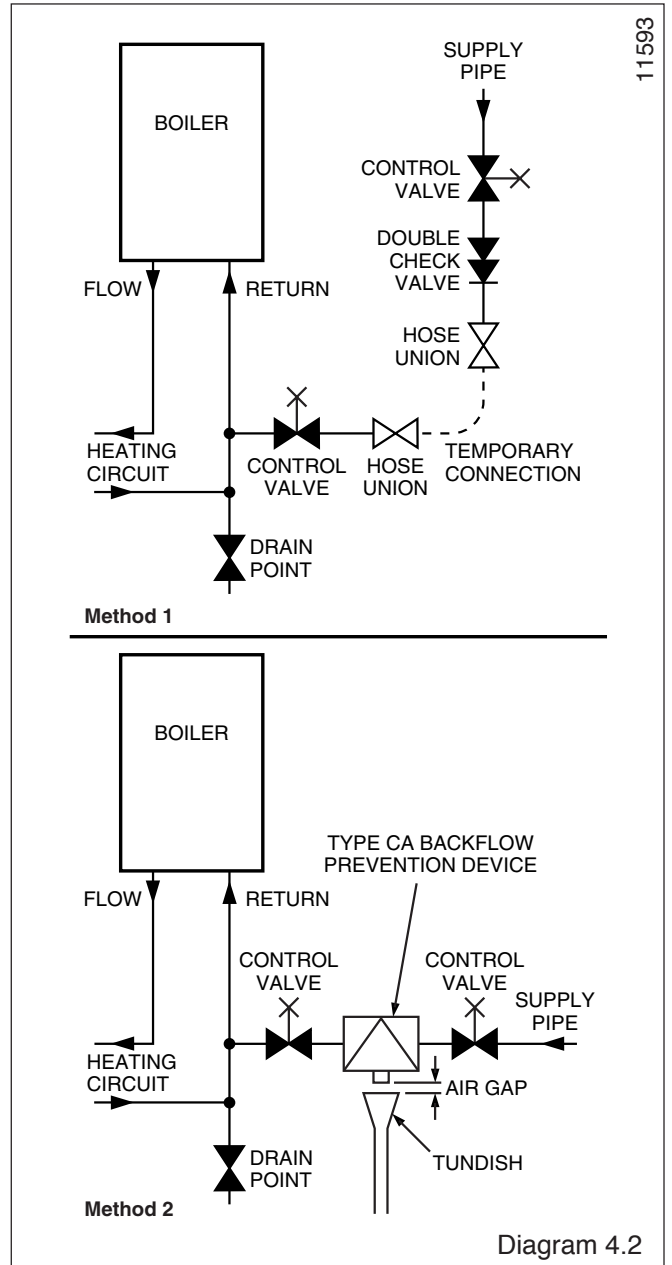 11593
SUPPLY
PIPE
BOILER
CONTROL
VALVE
DOUBLE
CHECK
VALVE
FLOW
RETURN
HOSE
UNION
HEATING
CIRCUIT
CONTROL
VALVE
HOSE
UNION
TEMPORARY
CONNECTION
DRAIN
POINT
Method 1
BOILER
TYPE CA BACKFLOW
PREVENTION DEVICE
FLOW
RETURN
CONTROL
VALVE
CONTROL
VALVE
SUPPLY
PIPE
HEATING
CIRCUIT
AIR GAP
TUNDISH
DRAIN
POINT
Method 2
Diagram 4.2